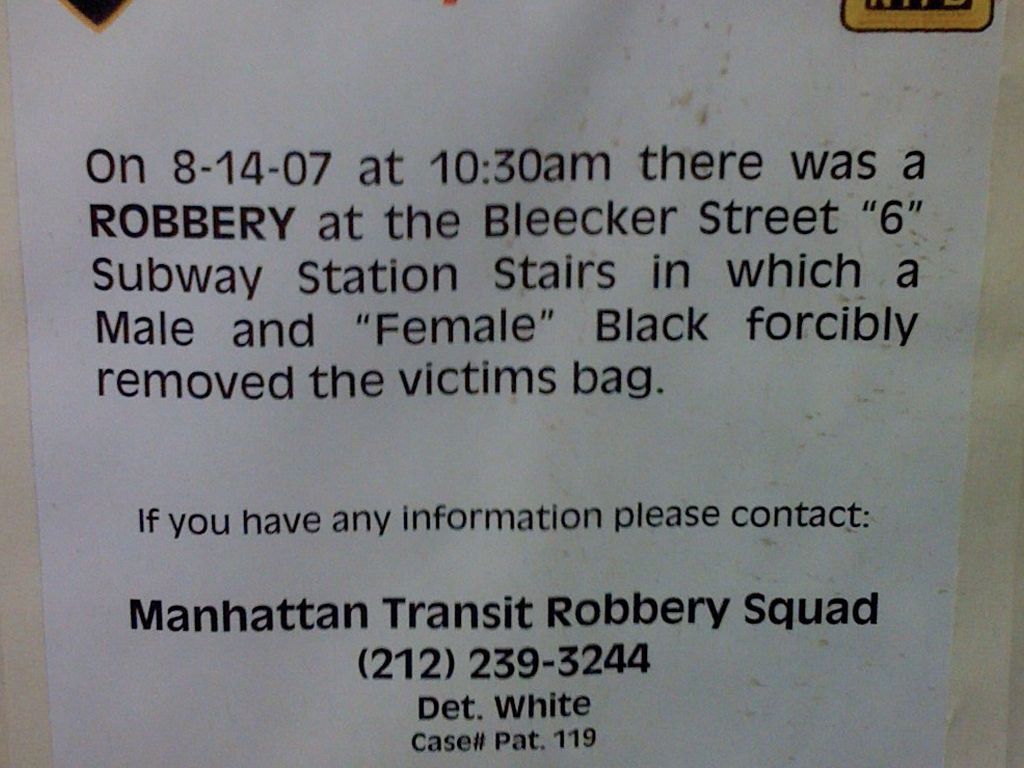 On 8-14-07 at 10:30am there was a
ROBBERY at the Bleecker Street “6”
Subway Station Stairs in which a
Male and “Female” Black forcibly
removed the victims bag.
If you have any information please contact:
Manhattan Transit Robbery Squad
(212) 239-3244
Det. White
Case# Pat. 119